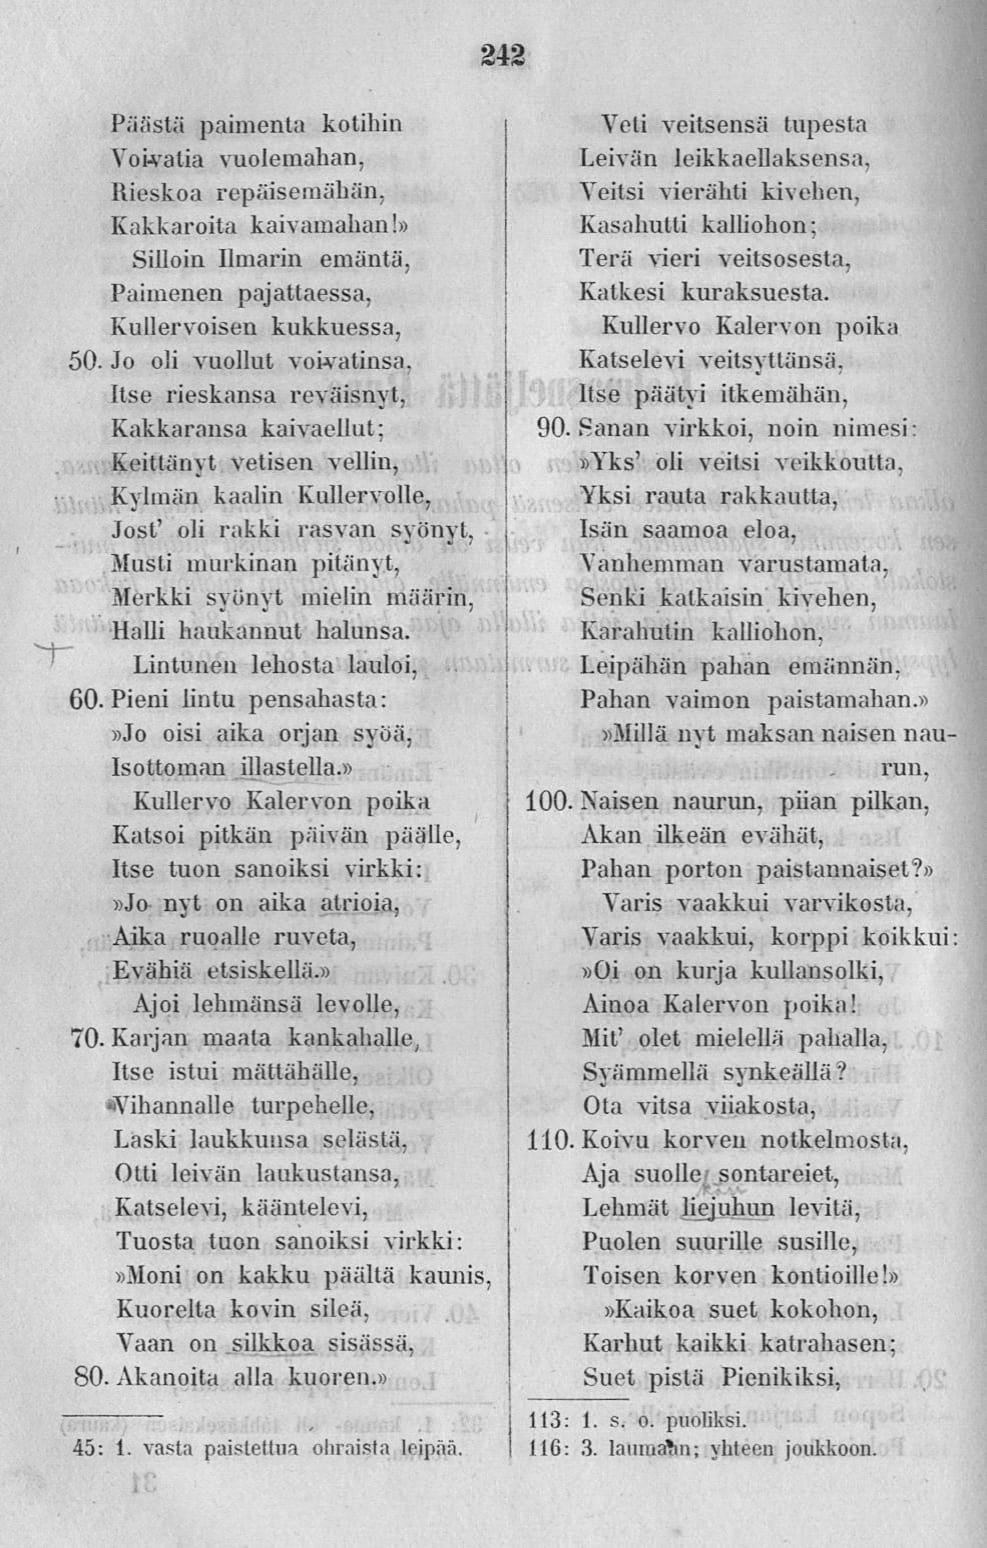 242
Päästä paimenta kotihin
Voivatia vuolemahan,
Rieskoa repäisemähän,
Kakkaroita kaivamahan!»
Silloin Ilmarin emäntä,
Paimenen pajattaessa,
Kullervoisen kukkuessa,
50. Jo oli vuollut voivatinsa,
Itse rieskansa reväisnyt,
Kakkaransa kaivaellut;
Keittänyt vetisen vellin,
Kylmän kaalin Kullervolle,
Jost' oli rakki rasvan syönyt,
Musti murkinan pitänyt,
Merkki syönyt mielin määrin,
Halli haukannut halunsa.
Lintunen lehosta lauloi,
60. Pieni lintu pensahasta:
»Jo oisi aika orjan syöä,
Isottoman illastella.»
Kullervo Kalervon poika
Katsoi pitkän päivän päälle,
Itse tuon sanoiksi virkki:
»Jo nyt on aika atrioia,
Aika ruoalle ruveta,
Evähiä etsiskellä.»
Ajoi lehmänsä levolle,
70. Karjan maata kankahalle,
Itse istui mättähälle,
Vihannalle turpehelle,
Laski laukkunsa selästä,
Otti leivän laukustansa,
Katselevi, kääntelevi,
Tuosta tuon sanoiksi virkki:
»Moni on kakku päältä kaunis,
Kuorelta kovin sileä,
Vaan on silkkoa sisässä,
80. Akanoita alla kuoren.»
45: 1. vasta paistettua ohraista leipää.
Veti veitsensä tupesta
Leivän leikkaellaksensa,
Veitsi vierähti kivehen,
Kasahutti kalliohon;
Terä vieri veitsosesta,
Katkesi kuraksuesta.
Kullervo Kalervon poika
Katselevi veitsyttänsä,
Itse päätyi itkemähän,
90. Sanan virkkoi, noin nimesi:
»Yks' oli veitsi veikkoutta,
Yksi rauta rakkautta,
Isän saamoa eloa,
Vanhemman varustamata,
Senki katkaisin kivehen,
Karahutin kalliohon,
Leipähän pahan emännän,
Pahan vaimon paistamahan.»
»Millä nyt maksan naisen nau-
run,
100. Naisen naurun, piian pilkan,
Akan ilkeän evähät,
Pahan porton paistannaiset?»
Varis vaakkui varvikosta,
Varis vaakkui, korppi koikkui:
»Oi on kurja kullansolki,
Ainoa Kalervon poika!
Mit' olet mielellä pahalla,
Syämmellä synkeällä?
Ota vitsa viiakosta,
110. Koivu korven notkelmosta,
Aja suolle sontareiet,
Lehmät liejuhun levitä,
Puolen suurille susille,
Toisen korven kontioille!»
»Kaikoa suet kokohon,
Karhut kaikki katrahasen;
Suet pistä Pienikiksi,
113: 1. s. o. puoliksi.
116: 3. laumahn; yhteen joukkoon.